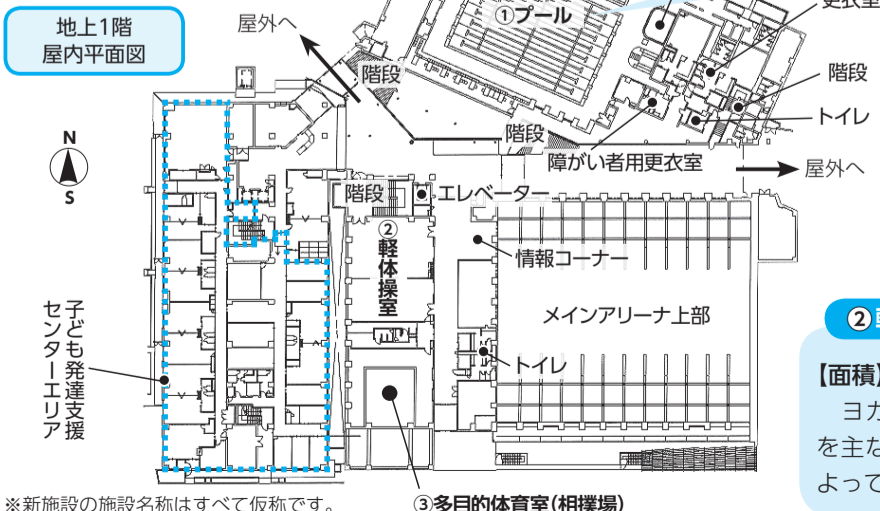 地上1階
屋内平面図
屋外へ
①プール
更衣室
階段
階段
階段
トイレ
障がい者用更衣室
屋外へ
N
S
階段
エレベーター
②軽体操室
情報コーナー
メインアリーナ上部
トイレ
子ども発達支援
センターエリア
③多目的体育室(相撲場)
※新施設の施設名称はすべて仮称です。
②
【面積】
ヨガ
を主な
よって